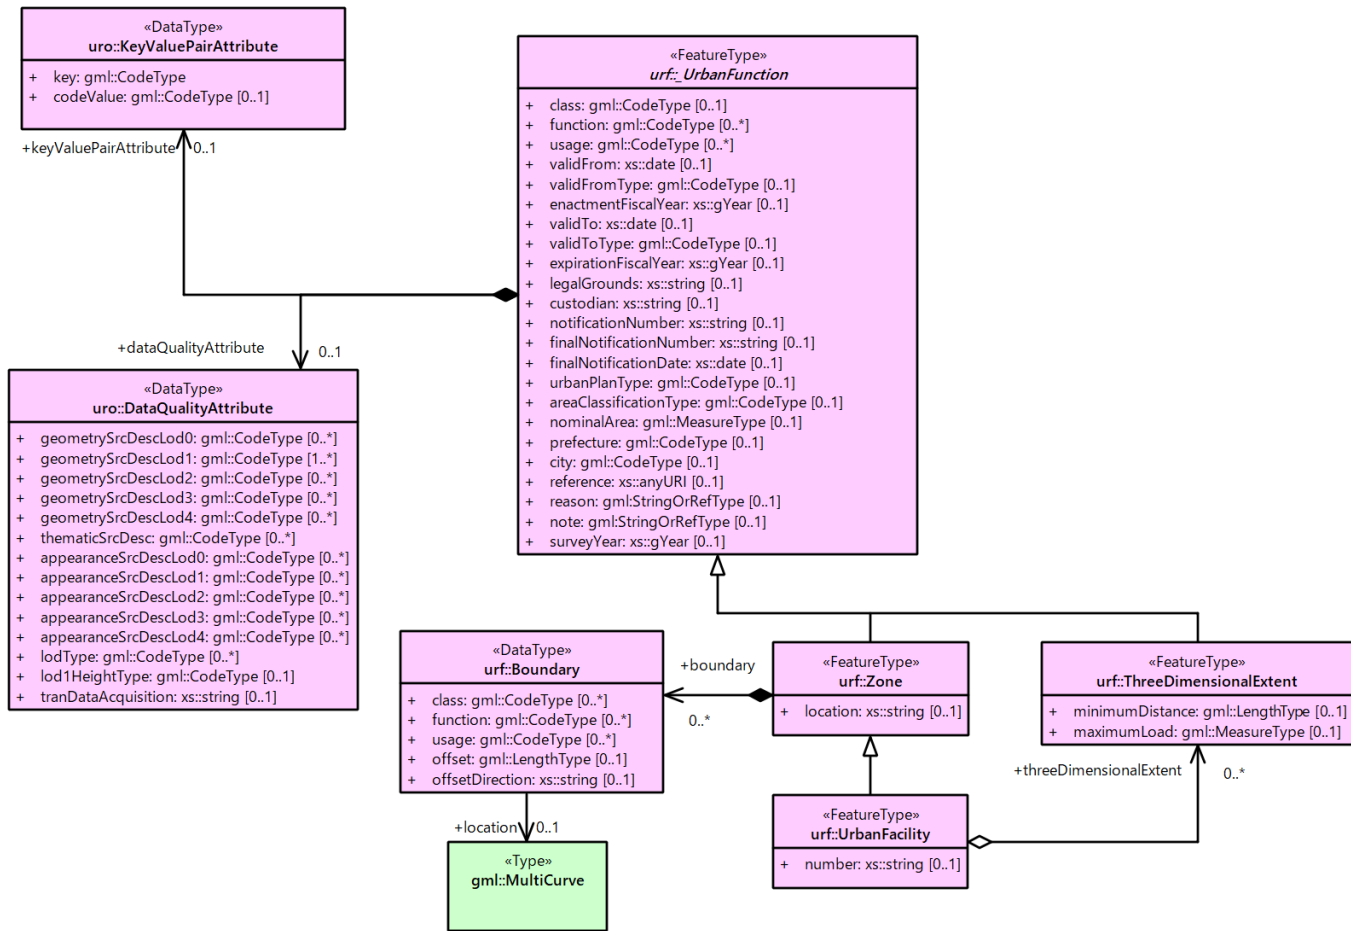 «DataType»
uro::KeyValuePairAttribute
+ key: gml::CodeType
+ codeValue: gml::CodeType [0..1]
+keyValuePairAttribute
0..1
«FeatureType»
urf::_UrbanFunction
+ class: gml::CodeType [0..1]
+ function: gml::CodeType [0..*]
+ usage: gml::CodeType [0..*]
+ validFrom: xs::date [0..1]
+ validFromType: gml::CodeType [0..1]
+ enactmentFiscalYear: xs::gYear [0..1]
+ validTo: xs::date [0..1]
+ validToType: gml::CodeType [0..1]
+ expirationFiscalYear: xs::gYear [0..1]
+ legalGrounds: xs::string [0..1]
+ custodian: xs::string [0..1]
+ notificationNumber: xs::string [0..1]
+ finalNotificationNumber: xs::string [0..1]
+ finalNotificationDate: xs::date [0..1]
+ urbanPlanType: gml::CodeType [0..1]
+ areaClassificationType: gml::CodeType [0..1]
+ nominalArea: gml::MeasureType [0..1]
+ prefecture: gml::CodeType [0..1]
+ city: gml::CodeType [0..1]
+ reference: xs::anyURI [0..1]
+ reason: gml:StringOrRefType [0..1]
+ note: gml:StringOrRefType [0..1]
+ surveyYear: xs::gYear [0..1]
+dataQualityAttribute
0..1
«DataType»
uro::DataQualityAttribute
+ geometrySrcDescLod0: gml::CodeType [0..*]
+ geometrySrcDescLod1: gml::CodeType [1..*]
+ geometrySrcDescLod2: gml::CodeType [0..*]
+ geometrySrcDescLod3: gml::CodeType [0..*]
+ geometrySrcDescLod4: gml::CodeType [0..*]
+ thematicSrcDesc: gml::CodeType [0..*]
+ appearanceSrcDescLod0: gml::CodeType [0..*]
+ appearanceSrcDescLod1: gml::CodeType [0..*]
+ appearanceSrcDescLod2: gml::CodeType [0..*]
+ appearanceSrcDescLod3: gml::CodeType [0..*]
+ appearanceSrcDescLod4: gml::CodeType [0..*]
+ lodType: gml::CodeType [0..*]
+ lod1HeightType: gml::CodeType [0..1]
+ tranDataAcquisition: xs::string [0..1]
«DataType»
urf::Boundary
+ class: gml::CodeType [0..*]
+ function: gml::CodeType [0..*]
+ usage: gml::CodeType [0..*]
+ offset: gml::LengthType [0..1]
+ offsetDirection: xs::string [0..1]
+boundary
0..*
«FeatureType»
urf::Zone
+ location: xs::string [0..1]
«FeatureType»
urf::ThreeDimensionalExtent
+ minimumDistance: gml::LengthType [0..1]
+ maximumLoad: gml::MeasureType [0..1]
+threeDimensionalExtent
0..*
«FeatureType»
urf::UrbanFacility
+ number: xs::string [0..1]
+location
0..1
«Type»
gml::MultiCurve